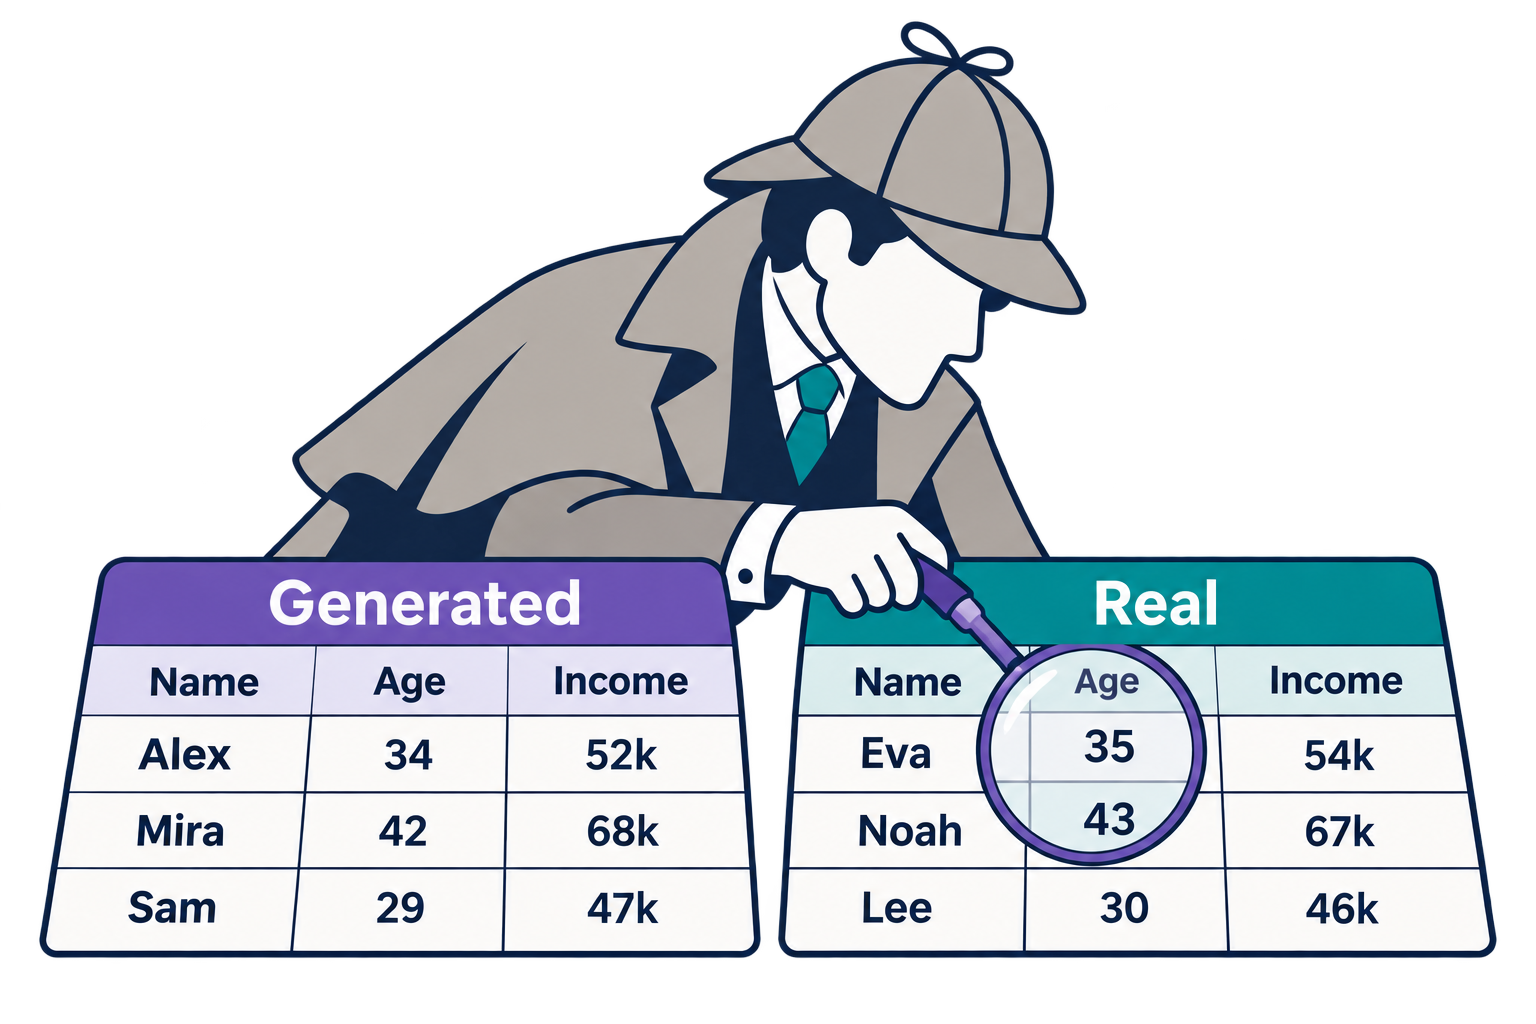 Generated
Name Age Income
Alex 34 52k
Mira 42 68k
Sam 29 47k
Real
Name Age Income
Eva 35 54k
Noah 43 67k
Lee 30 46k